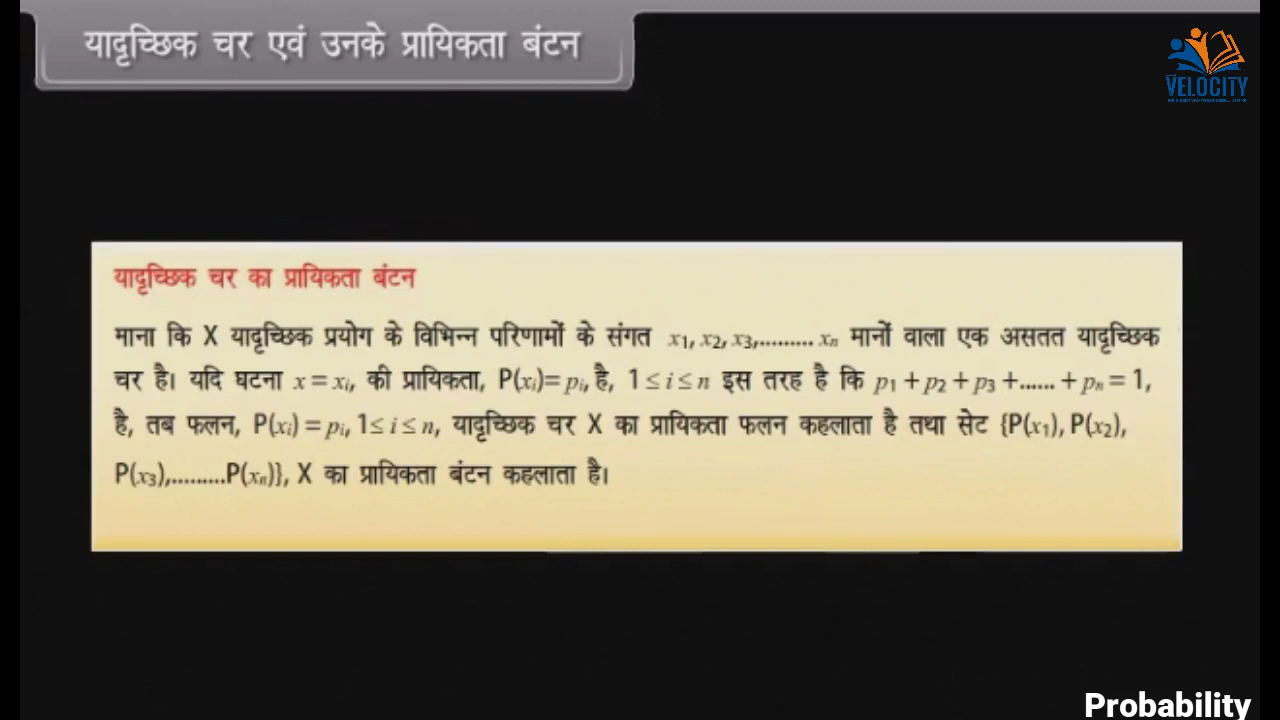 यादृच्छिक चर एवं उनके प्रायिकता बंटन
VELOCITY
यादृच्छिक चर का प्रायिकता बंटन
माना कि X यादृच्छिक प्रयोग के विभिन्न परिणामों के संगत x₁, x₂, x₃,......... xₙ मानों वाला एक असतत यादृच्छिक
चर है। यदि घटना x = xᵢ, की प्रायिकता, P(xᵢ)= pᵢ, है, 1 ≤ i ≤ n इस तरह है कि p₁ + p₂ + p₃ +...... + pₙ = 1,
है, तब फलन, P(xᵢ) = pᵢ, 1≤ i ≤ n, यादृच्छिक चर X का प्रायिकता फलन कहलाता है तथा सेट {P(x₁), P(x₂),
P(x₃),.........P(xₙ)}, X का प्रायिकता बंटन कहलाता है।
Probability